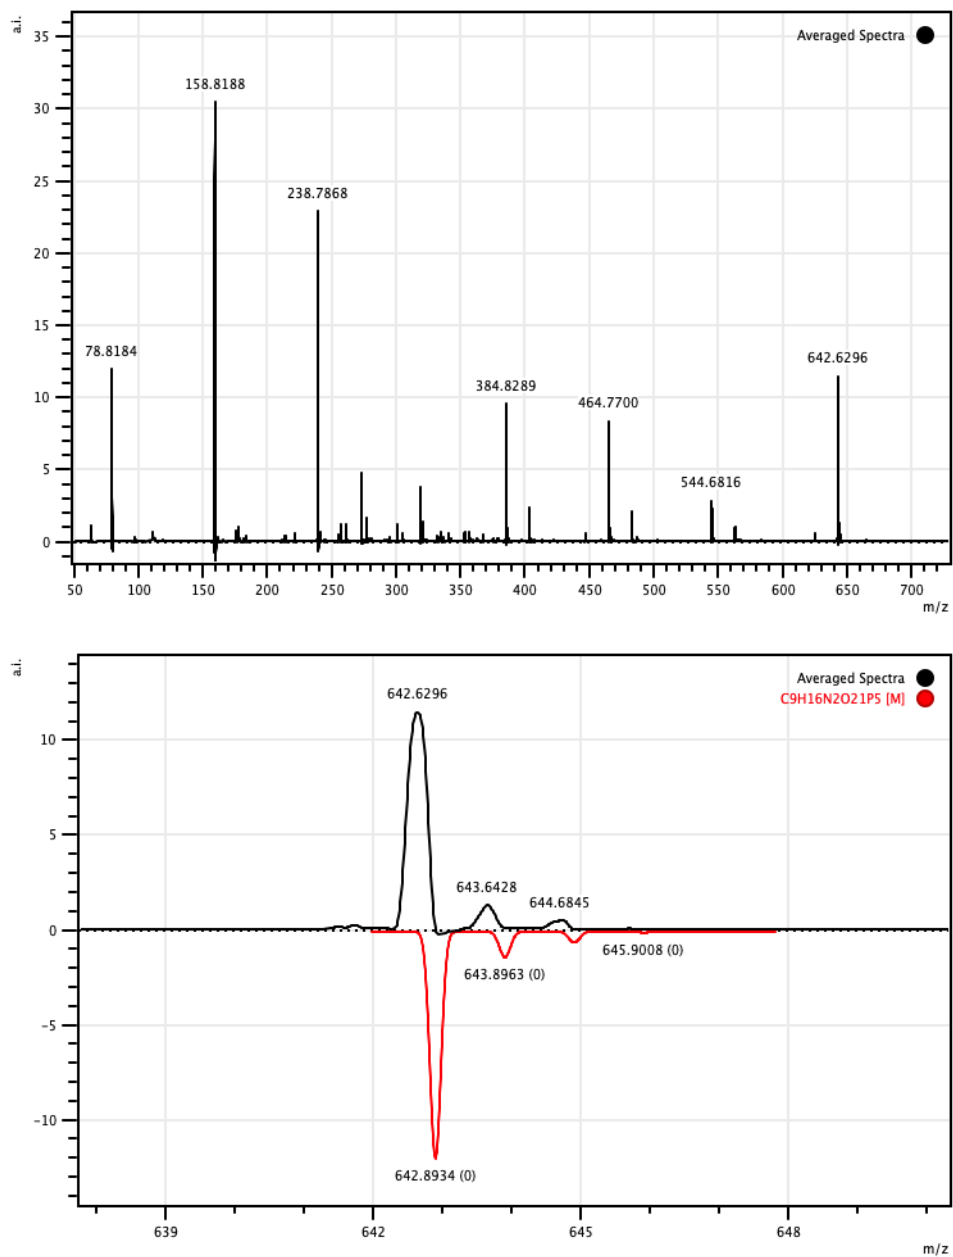 a.i.
Averaged Spectra
35
30
25
20
15
10
5
0
158.8188
238.7868
78.8184
384.8289
464.7700
544.6816
642.6296
50 100 150 200 250 300 350 400 450 500 550 600 650 700
m/z
a.i.
Averaged Spectra
C9H16N2O21P5 [M]
10
5
0
-5
-10
642.6296
643.6428
644.6845
645.9008 (0)
643.8963 (0)
642.8934 (0)
639 642 645 648
m/z